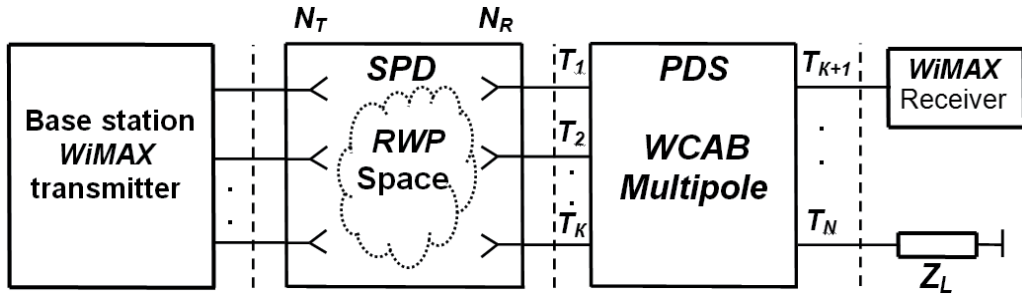 N_T
N_R
Base station
WiMAX
transmitter
.
.
SPD
RWP
Space
T_1
T_2
.
.
T_K
PDS
WCAB
Multipole
T_{K+1}
.
.
T_N
WiMAX
Receiver
Z_L